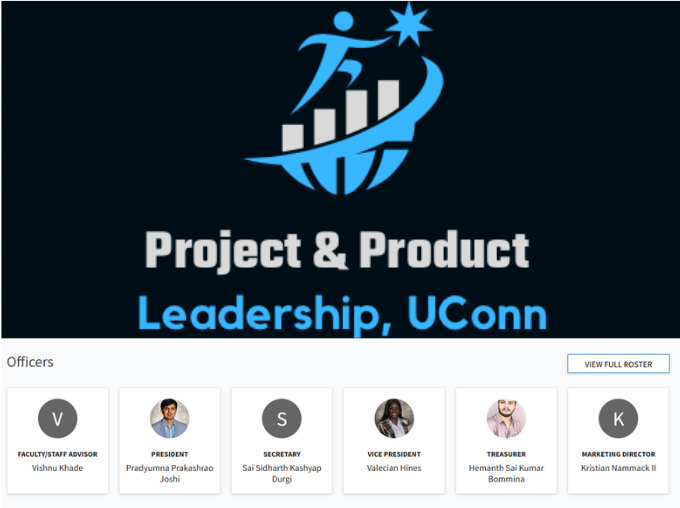 Project & Product
Leadership, UConn
Officers
VIEW FULL ROSTER
V
FACULTY/STAFF ADVISOR
Vishnu Khade
PRESIDENT
Pradyumna Prakashrao
Joshi
S
SECRETARY
Sai Sidharth Kashyap
Durgi
VICE PRESIDENT
Valecian Hines
TREASURER
Hemanth Sai Kumar
Bommina
K
MARKETING DIRECTOR
Kristian Nammack II